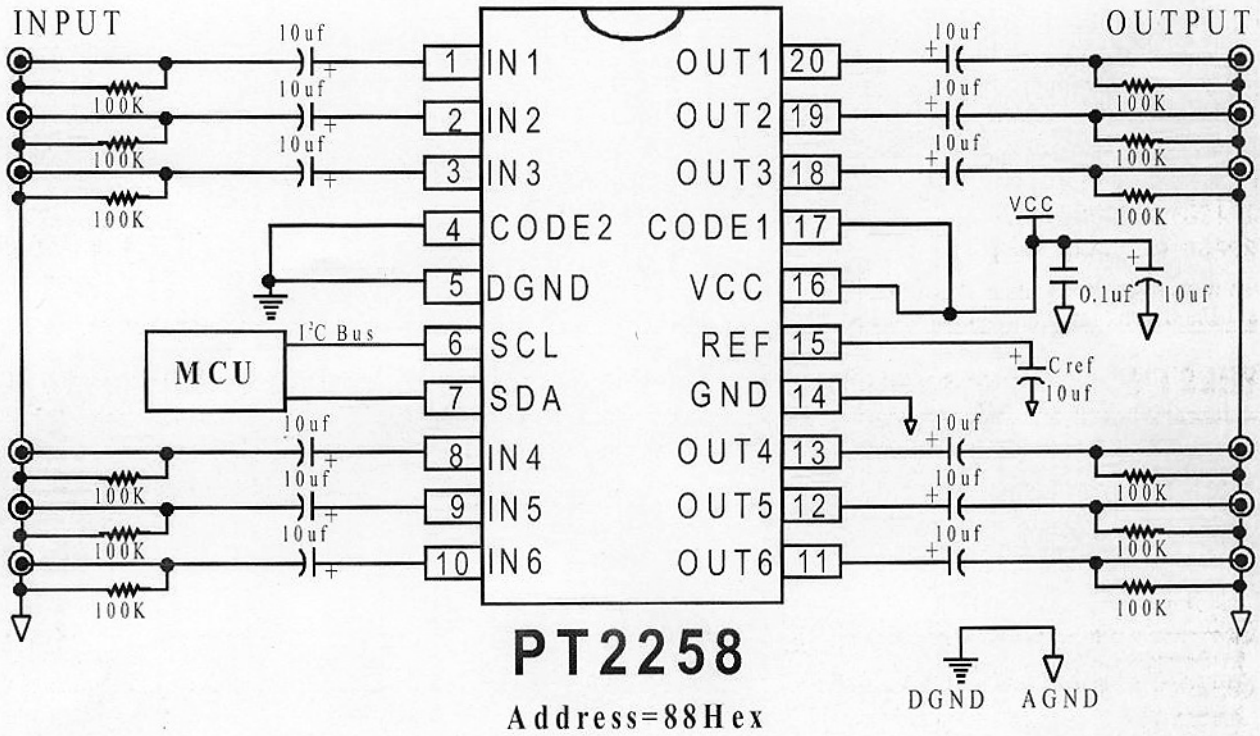 INPUT
OUTPUT
10uf
1 IN1
OUT1 20
10uf
100K
10uf
100K
10uf
2 IN2
OUT2 19
100K
10uf
100K
10uf
3 IN3
OUT3 18
100K
100K
VCC
4 CODE2
CODE1 17
5 DGND
VCC 16
0.1uf
10uf
I²C Bus
MCU
6 SCL
REF 15
Cref
10uf
7 SDA
GND 14
10uf
8 IN4
OUT4 13
10uf
100K
10uf
100K
10uf
9 IN5
OUT5 12
100K
10uf
100K
10uf
10 IN6
OUT6 11
100K
100K
PT2258
Address=88Hex
DGND
AGND